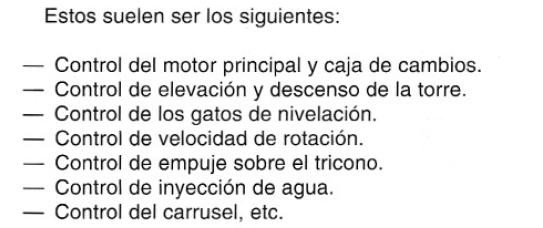 Estos suelen ser los siguientes:
— Control del motor principal y caja de cambios.
— Control de elevación y descenso de la torre.
— Control de los gatos de nivelación.
— Control de velocidad de rotación.
— Control de empuje sobre el tricono.
— Control de inyección de agua.
— Control del carrusel, etc.